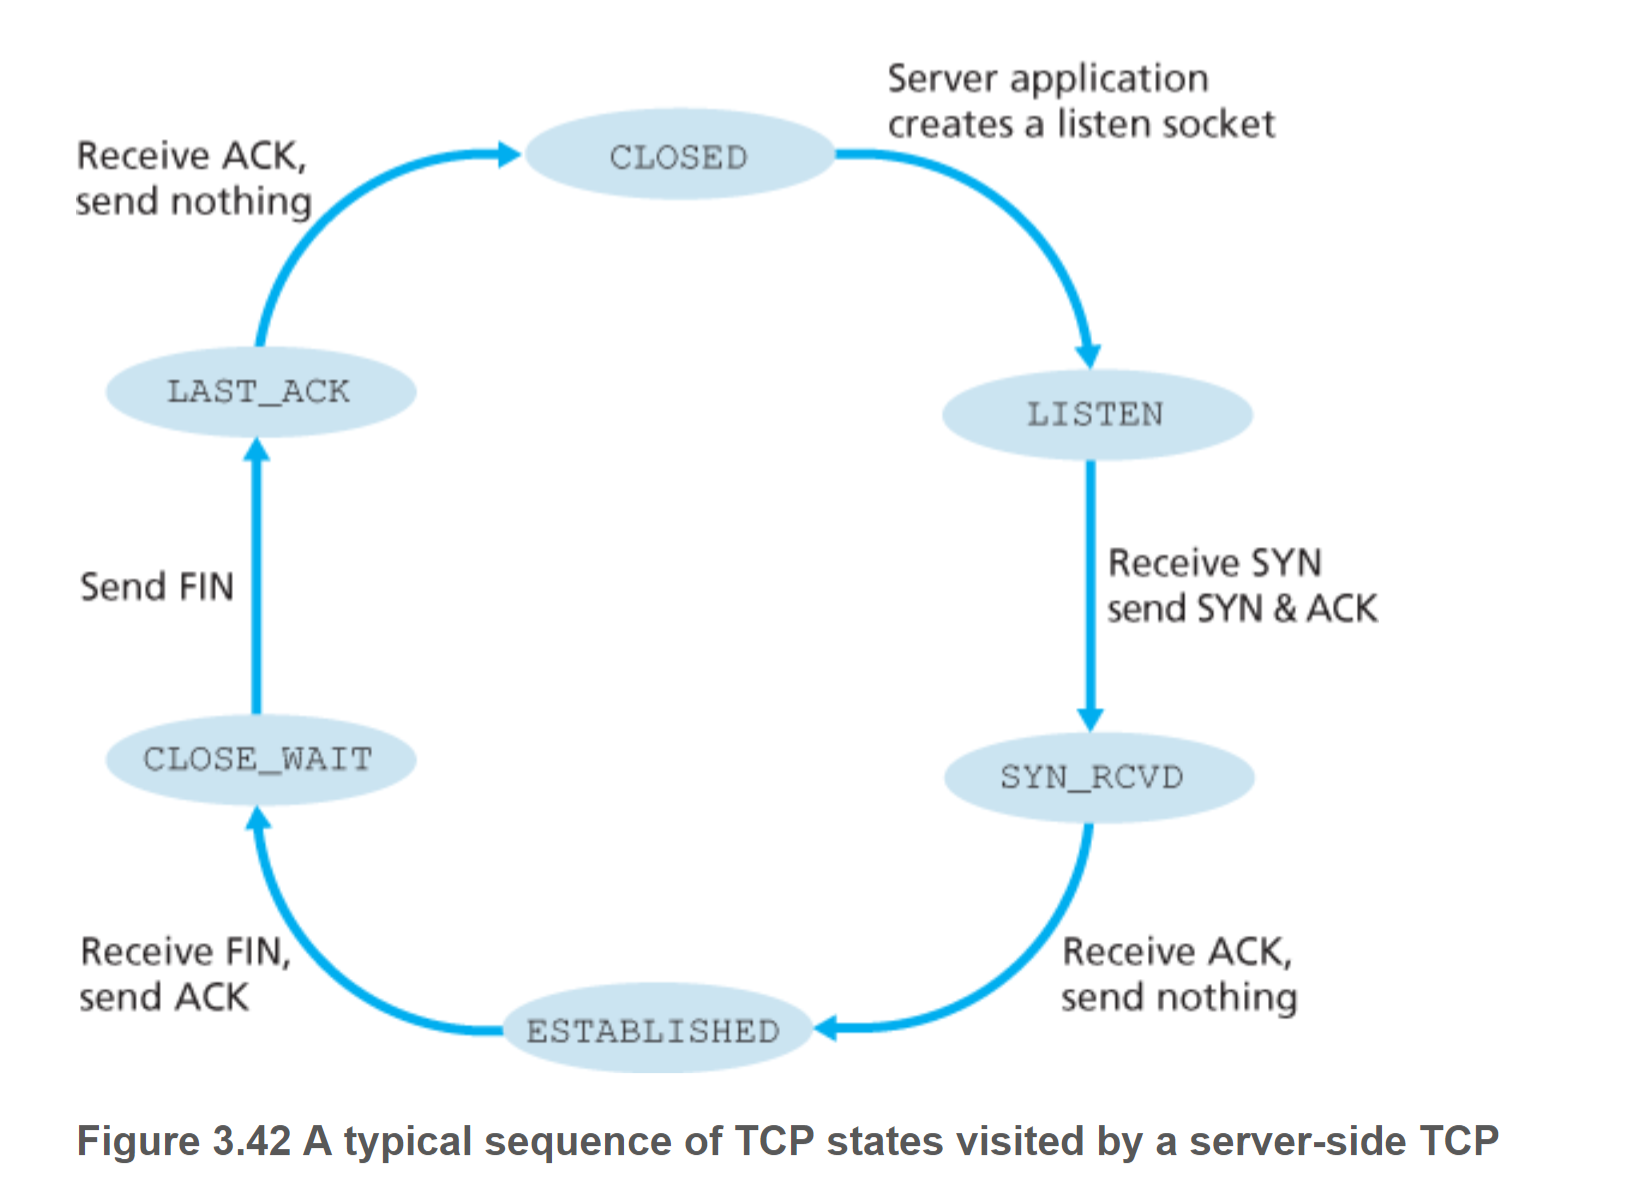 Server application
creates a listen socket
Receive ACK,
send nothing
CLOSED
LAST_ACK
LISTEN
Send FIN
Receive SYN
send SYN & ACK
CLOSE_WAIT
SYN_RCVD
Receive FIN,
send ACK
Receive ACK,
send nothing
ESTABLISHED
Figure 3.42 A typical sequence of TCP states visited by a server-side TCP